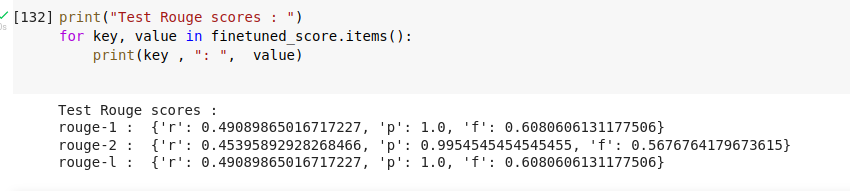 [132] print("Test Rouge scores : ")
for key, value in finetuned_score.items():
print(key , ": ", value)
0s
Test Rouge scores :
rouge-1 : {'r': 0.49089865016717227, 'p': 1.0, 'f': 0.6080606131177506}
rouge-2 : {'r': 0.45395892928268466, 'p': 0.9954545454545455, 'f': 0.5676764179673615}
rouge-l : {'r': 0.49089865016717227, 'p': 1.0, 'f': 0.6080606131177506}